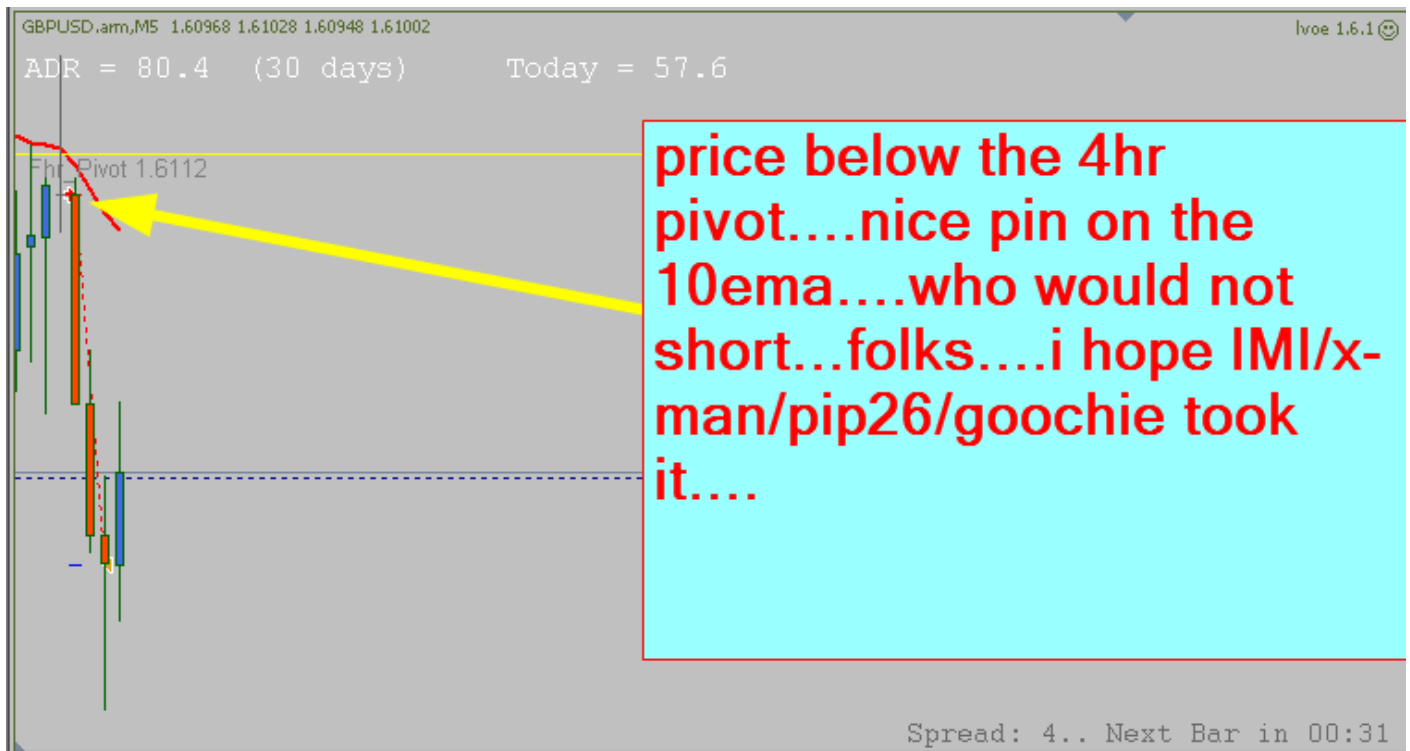 GBPUSD.arm,M5 1.60968 1.61028 1.60948 1.61002
lvoe 1.6.1
ADR = 80.4 (30 days) Today = 57.6
Fhr_Pivot 1.6112
price below the 4hr
pivot....nice pin on the
10ema....who would not
short...folks....i hope IMI/x-
man/pip26/goochie took
it....
Spread: 4.. Next Bar in 00:31